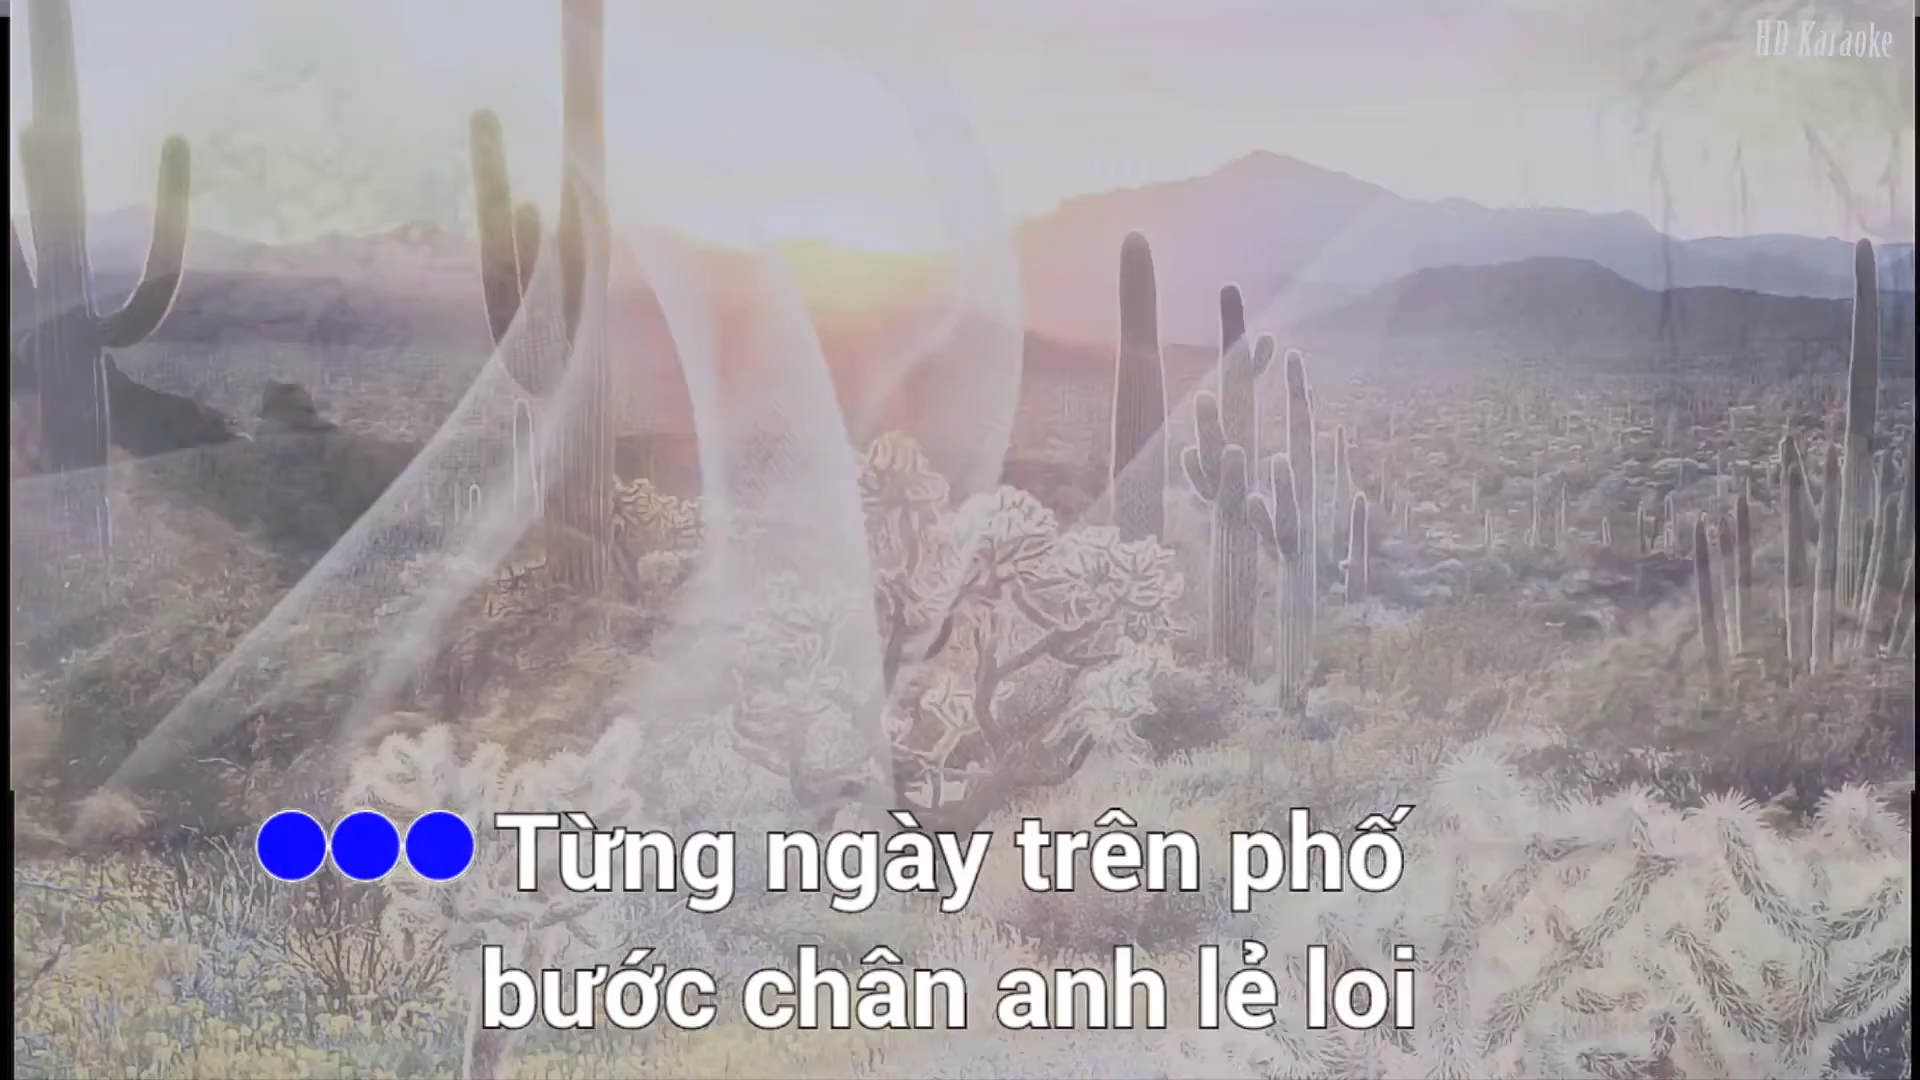 HD Karaoke
Từng ngày trên phố
bước chân anh lẻ loi